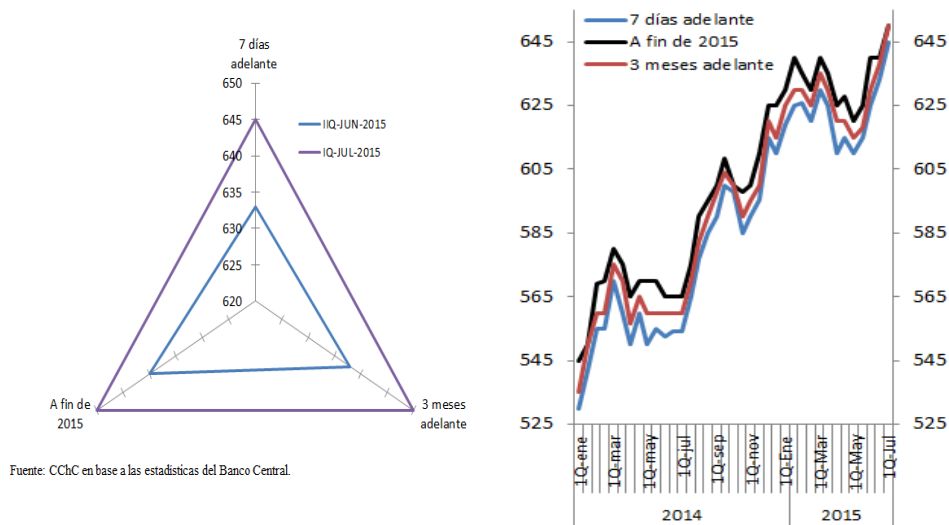 7 días
adelante
650
645
640
635
630
625
620
IIQ-JUN-2015
IQ-JUL-2015
A fin de
2015
3 meses
adelante
Fuente: CChC en base a las estadisticas del Banco Central.
7 días adelante
A fin de 2015
3 meses adelante
645
625
605
585
565
545
525
645
625
605
585
565
545
525
1Q-ene
1Q-mar
1Q-may
1Q-jul
1Q-sep
1Q-nov
1Q-Ene
1Q-Mar
1Q-May
1Q-Jul
2014
2015